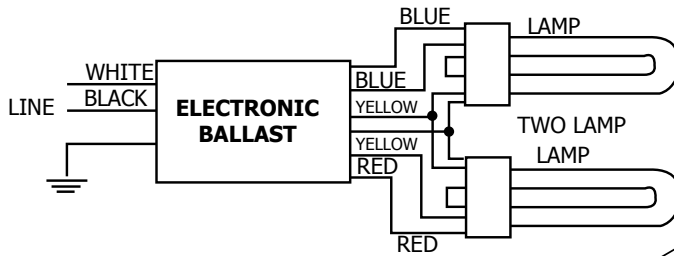 BLUE
LAMP
WHITE
BLUE
LINE
BLACK
ELECTRONIC
BALLAST
YELLOW
TWO LAMP
YELLOW
LAMP
RED
RED